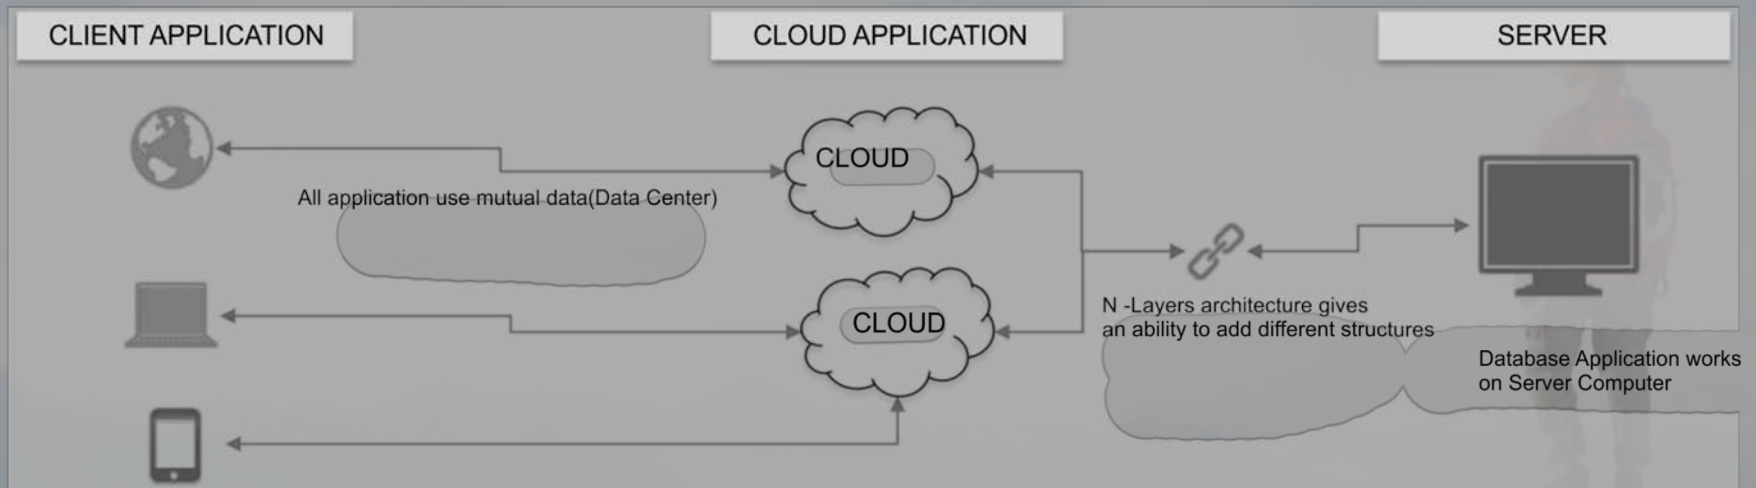 CLIENT APPLICATION
CLOUD APPLICATION
SERVER
CLOUD
All application use mutual data(Data Center)
CLOUD
N -Layers architecture gives
an ability to add different structures
Database Application works
on Server Computer